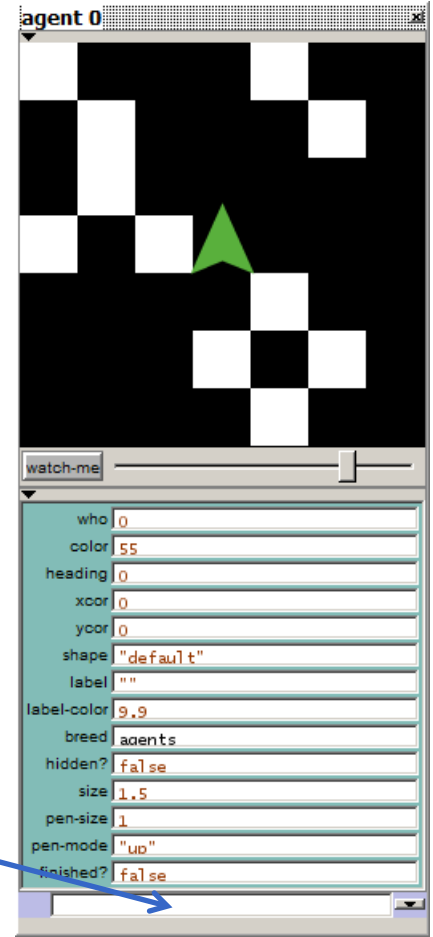 agent 0
watch-me
who 0
color 55
heading 0
xcor 0
ycor 0
shape "default"
label ""
label-color 9.9
breed agents
hidden? false
size 1.5
pen-size 1
pen-mode "up"
finished? false